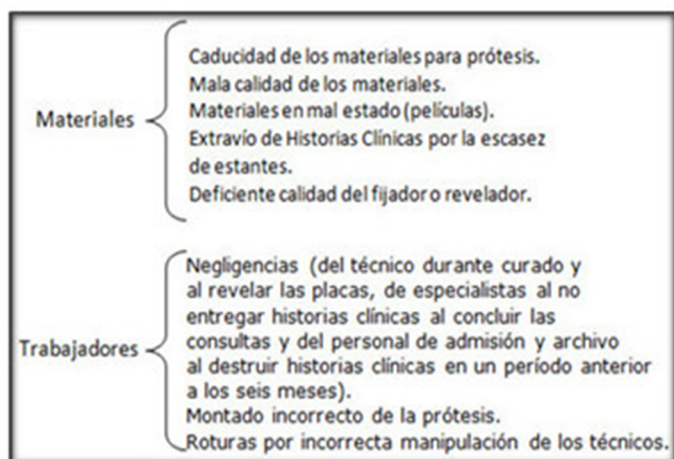 Materiales
Caducidad de los materiales para prótesis.
Mala calidad de los materiales.
Materiales en mal estado (películas).
Extravío de Historias Clínicas por la escasez
de estantes.
Deficiente calidad del fijador o revelador.
Trabajadores
Negligencias (del técnico durante curado y
al revelar las placas, de especialistas al no
entregar historias clínicas al concluir las
consultas y del personal de admisión y archivo
al destruir historias clínicas en un período anterior
a los seis meses).
Montado incorrecto de la prótesis.
Roturas por incorrecta manipulación de los técnicos.